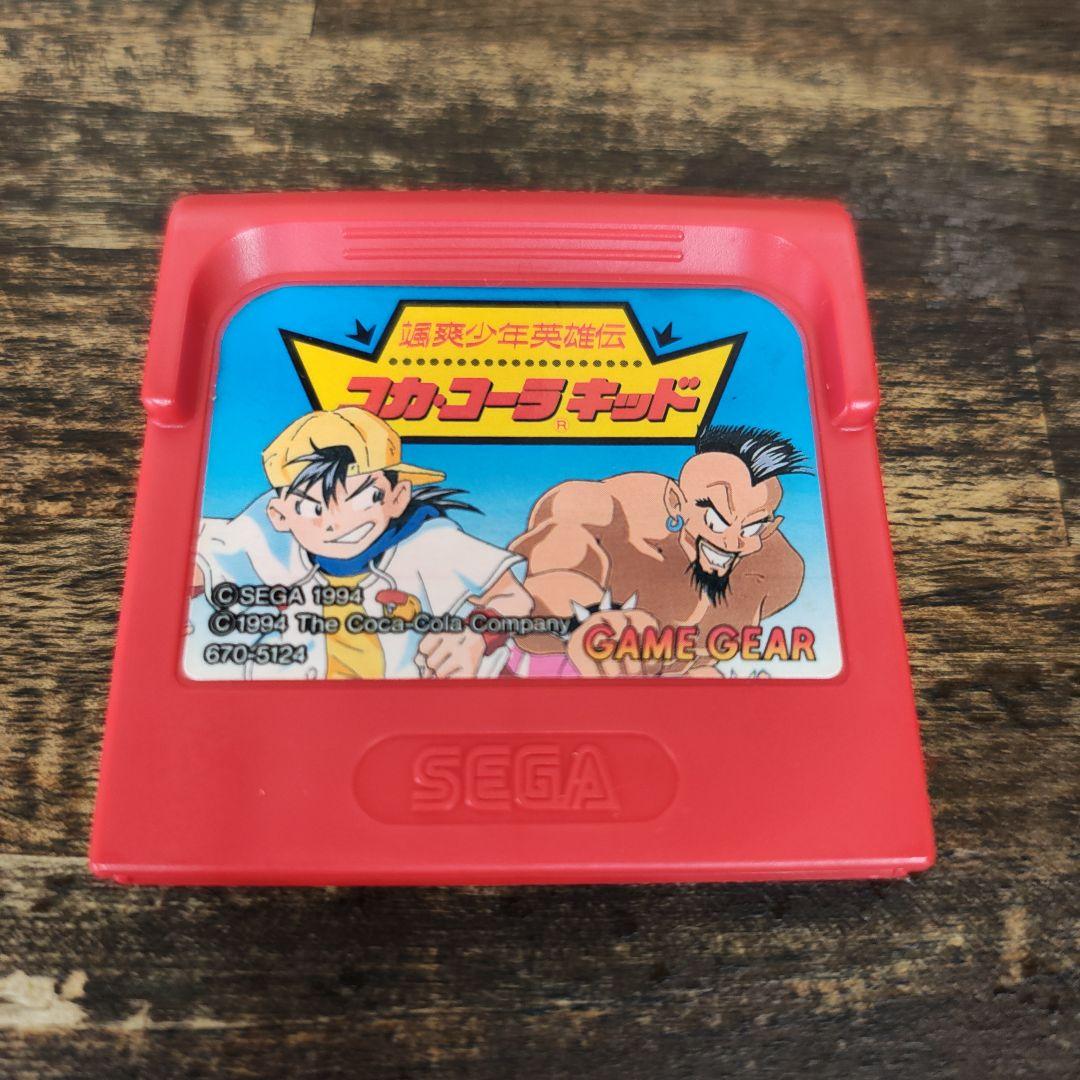 颯爽少年英雄伝
コカ・コーラ キッド
®
© SEGA 1994
© 1994 The Coca-Cola Company
670-5124
GAME GEAR
SEGA